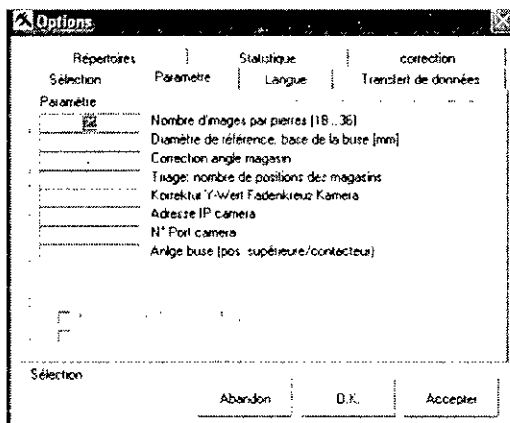 Options
Répertoires Statistique correction
Sélection Parametre Langue Transfert de données
Paramètre
Nombre d'images par pierres (18...36)
Diamètre de référence, base de la buse [mm]
Correction angle magasin
Triage: nombre de positions des magasins
Korrektur Y-Wert Fadenkreuz Kamera
Adresse IP camera
N° Port camera
Anlge buse (pos. supérieure/contacteur)
Sélection
Abandon O.K. Accepter